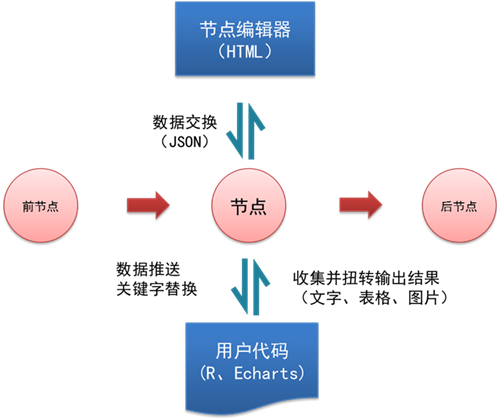 节点编辑器
（HTML）
数据交换
（JSON）
前节点
节点
后节点
数据推送
关键字替换
收集并扭转输出结果
（文字、表格、图片）
用户代码
（R、Echarts）